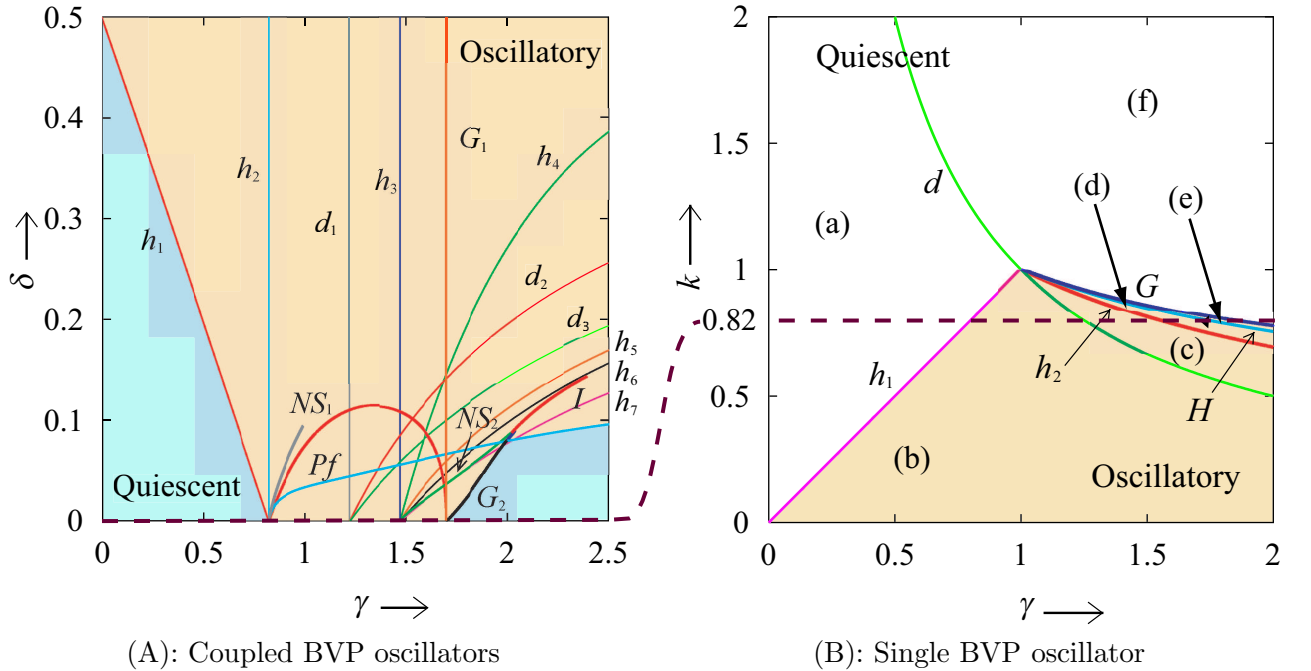 0.5
Oscillatory
0.4
G₁
h₄
h₂
h₃
0.3
h₁
d₁
δ
d₂
0.2
d₃
h₅
h₆
NS₁
NS₂
I
h₇
0.1
Pf
Quiescent
G₂
0
0
0.5
1
1.5
2
2.5
γ
(A): Coupled BVP oscillators
2
Quiescent
(f)
1.5
d
(d)
(e)
(a)
k
1
G
0.82
(c)
h₁
h₂
0.5
H
(b)
Oscillatory
0
0
0.5
1
1.5
2
γ
(B): Single BVP oscillator